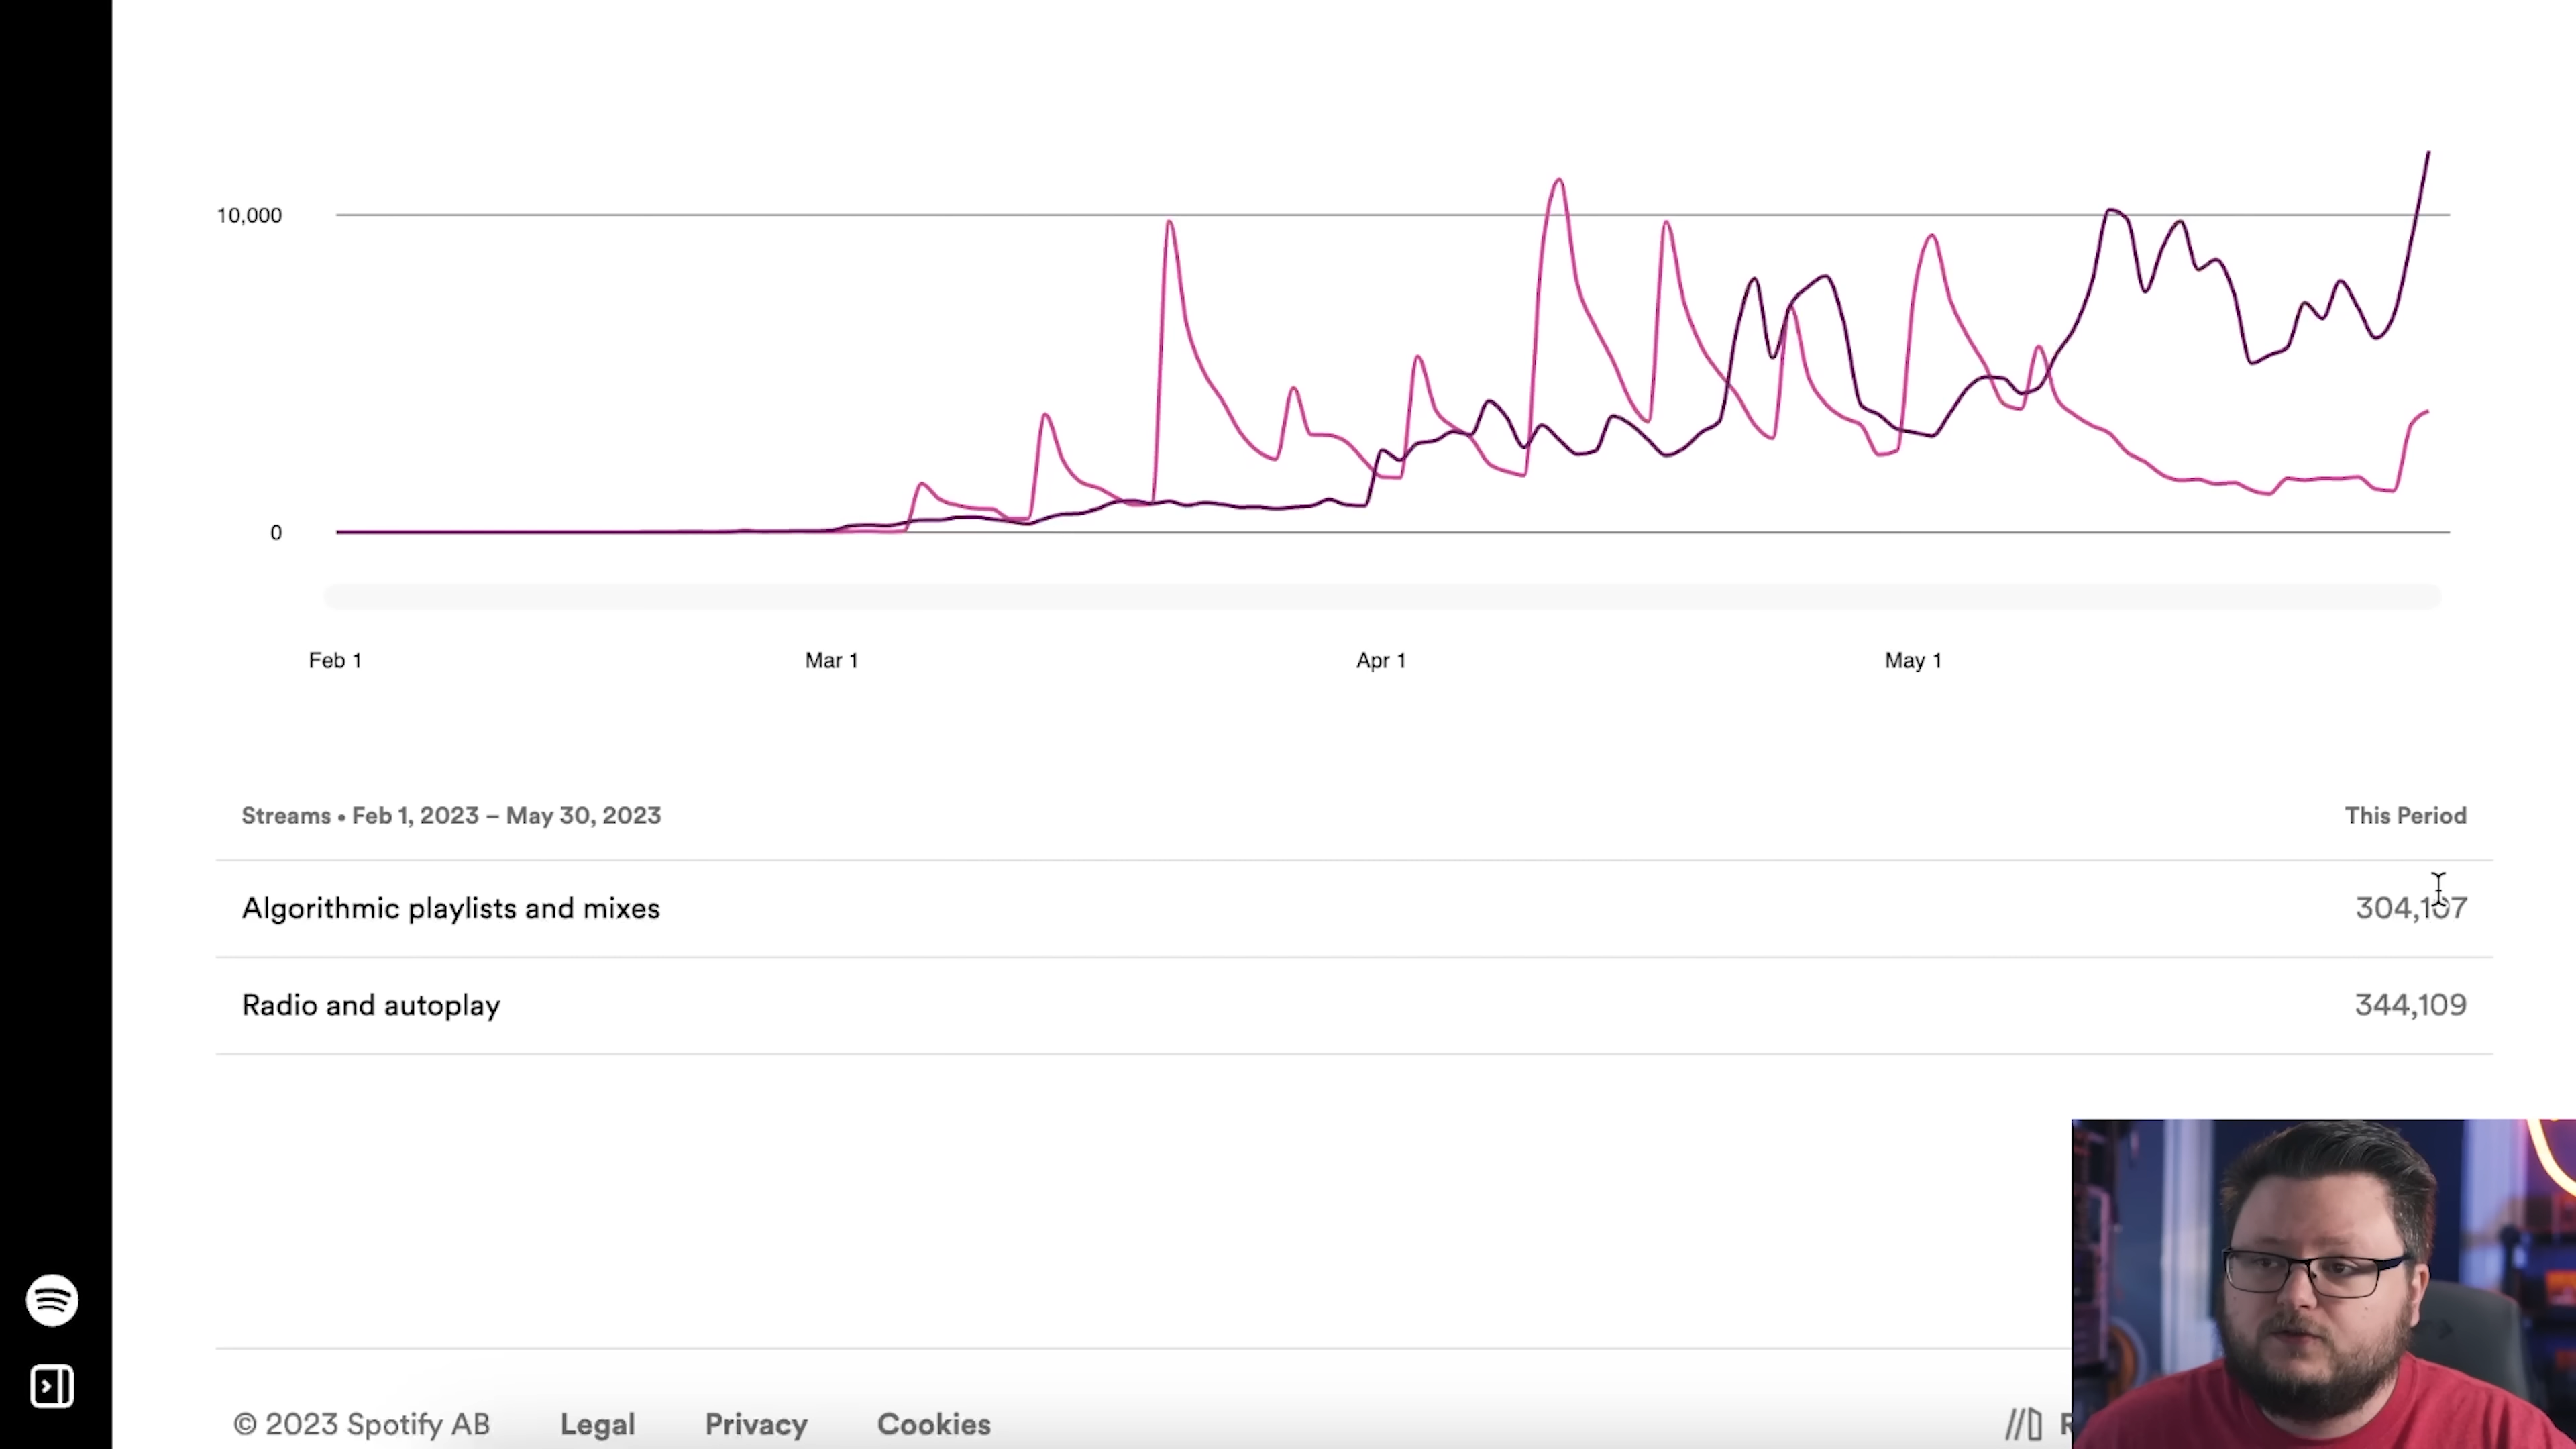 10,000
0
Feb 1 Mar 1 Apr 1 May 1
Streams • Feb 1, 2023 – May 30, 2023 This Period
Algorithmic playlists and mixes
Radio and autoplay 344,109
© 2023 Spotify AB Legal Privacy Cookies